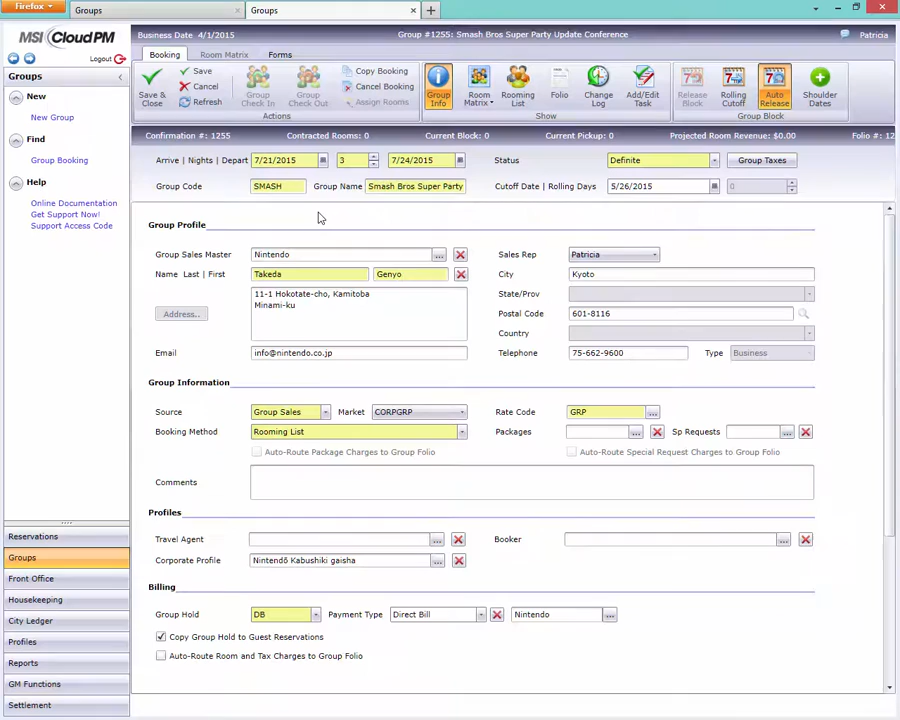 Firefox
Groups
Groups
MSI CloudPM
Logout
Groups
New
New Group
Find
Group Booking
Help
Online Documentation
Get Support Now!
Support Access Code
Reservations
Groups
Front Office
Housekeeping
City Ledger
Profiles
Reports
GM Functions
Settlement
Business Date 4/1/2015
Group #1255: Smash Bros Super Party Update Conference
Patricia
Booking
Room Matrix
Forms
Save & Close
Save
Cancel
Refresh
Group Check In
Group Check Out
Copy Booking
Cancel Booking
Assign Rooms
Actions
Group Info
Room Matrix
Rooming List
Folio
Change Log
Add/Edit Task
Show
Release Block
Rolling Cutoff
Auto Release
Shoulder Dates
Group Block
Confirmation #: 1255 Contracted Rooms: 0 Current Block: 0 Current Pickup: 0 Projected Room Revenue: $0.00 Folio #: 12
Arrive | Nights | Depart 7/21/2015 3 7/24/2015 Status Definite Group Taxes
Group Code SMASH Group Name Smash Bros Super Party Cutoff Date | Rolling Days 5/26/2015 0
Group Profile
Group Sales Master Nintendo Sales Rep Patricia
Name Last | First Takeda Genyo City Kyoto
Address.. 11-1 Hokotate-cho, Kamitoba
Minami-ku
State/Prov
Postal Code 601-8116
Country
Email info@nintendo.co.jp Telephone 75-662-9600 Type Business
Group Information
Source Group Sales Market CORPGRP Rate Code GRP
Booking Method Rooming List Packages Sp Requests
Auto-Route Package Charges to Group Folio Auto-Route Special Request Charges to Group Folio
Comments
Profiles
Travel Agent Booker
Corporate Profile Nintendō Kabushiki gaisha
Billing
Group Hold DB Payment Type Direct Bill Nintendo
Copy Group Hold to Guest Reservations
Auto-Route Room and Tax Charges to Group Folio